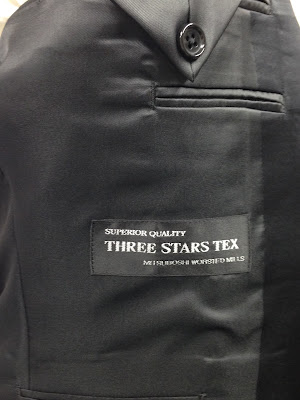 SUPERIOR QUALITY
THREE STARS TEX
MITSUBOSHI WORSTED MILLS